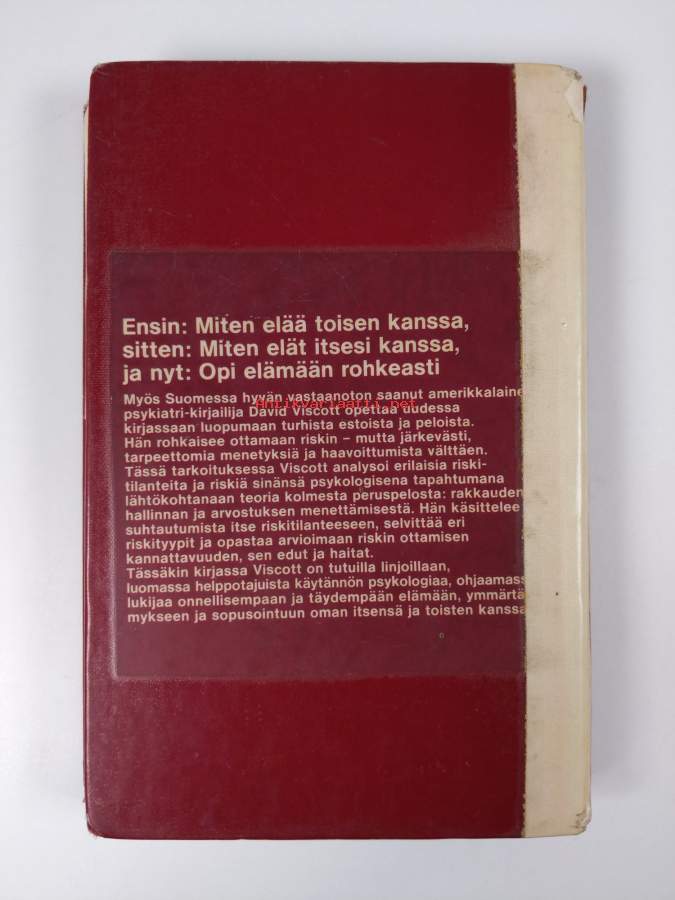 Ensin: Miten elää toisen kanssa,
sitten: Miten elät itsesi kanssa,
ja nyt: Opi elämään rohkeasti
Myös Suomessa hyvän vastaanoton saanut amerikkalaine
psykiatri-kirjailija David Viscott opettaa uudessa
antikvariaatit.net
kirjassaan luopumaan turhista estoista ja peloista.
Hän rohkaisee ottamaan riskin – mutta järkevästi,
tarpeettomia menetyksiä ja haavoittumista välttäen.
Tässä tarkoituksessa Viscott analysoi erilaisia riski-
tilanteita ja riskiä sinänsä psykologisena tapahtumana
lähtökohtanaan teoria kolmesta peruspelosta: rakkauden
hallinnan ja arvostuksen menettämisestä. Hän käsittelee
suhtautumista itse riskitilanteeseen, selvittää eri
riskityypit ja opastaa arvioimaan riskin ottamisen
kannattavuuden, sen edut ja haitat.
Tässäkin kirjassa Viscott on tutuilla linjoillaan,
luomassa helppotajuista käytännön psykologiaa, ohjaamass
lukijaa onnellisempaan ja täydempään elämään, ymmärtä
mykseen ja sopusointuun oman itsensä ja toisten kanssa